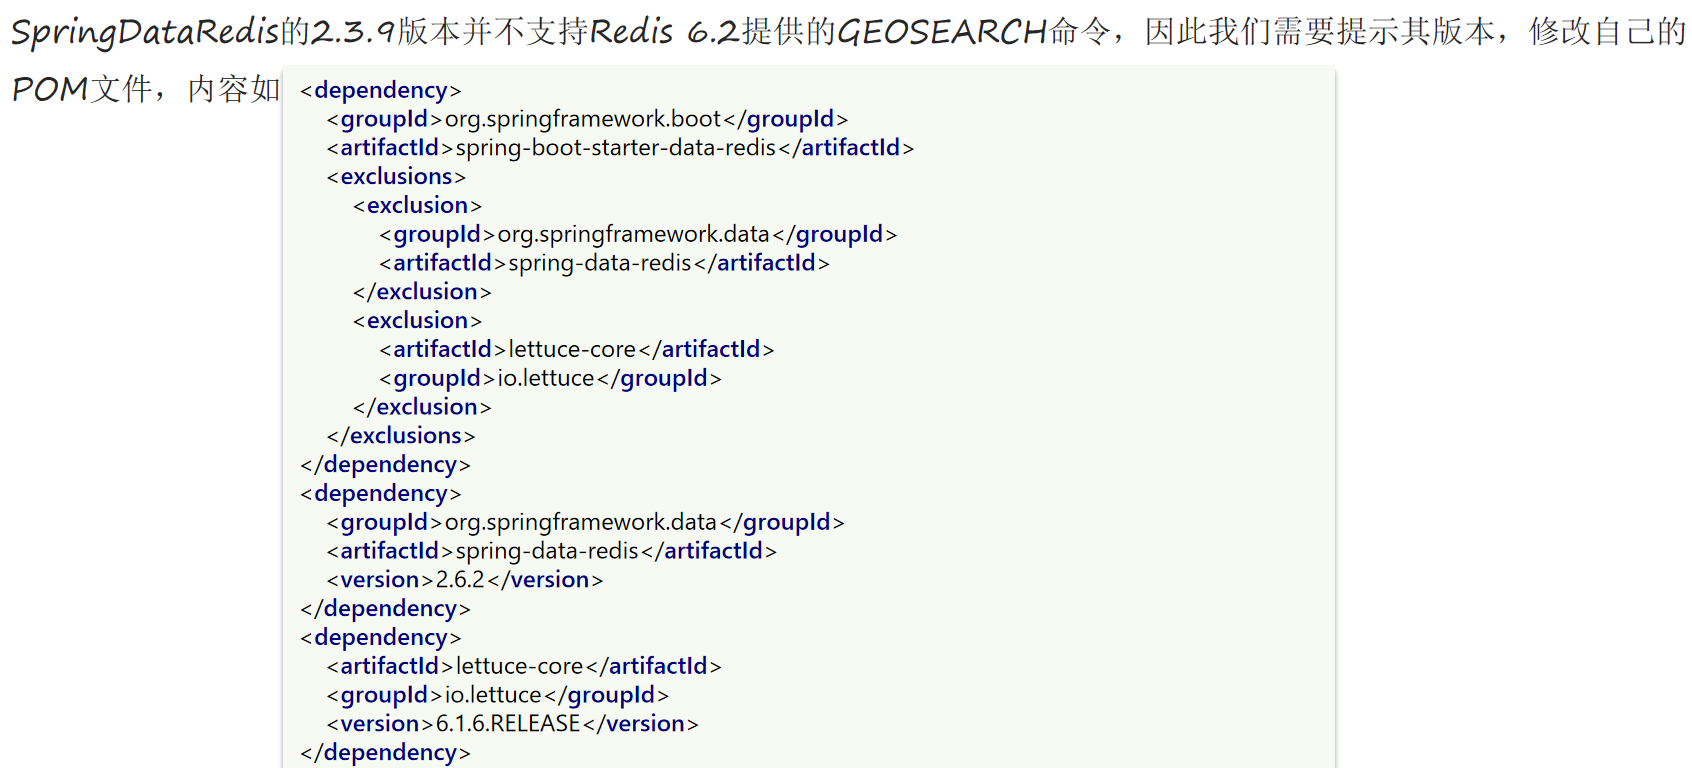 SpringDataRedis的2.3.9版本并不支持Redis 6.2提供的GEOSEARCH命令，因此我们需要提示其版本，修改自己的
POM文件，内容如
<dependency>
<groupId>org.springframework.boot</groupId>
<artifactId>spring-boot-starter-data-redis</artifactId>
<exclusions>
<exclusion>
<groupId>org.springframework.data</groupId>
<artifactId>spring-data-redis</artifactId>
</exclusion>
<exclusion>
<artifactId>lettuce-core</artifactId>
<groupId>io.lettuce</groupId>
</exclusion>
</exclusions>
</dependency>
<dependency>
<groupId>org.springframework.data</groupId>
<artifactId>spring-data-redis</artifactId>
<version>2.6.2</version>
</dependency>
<dependency>
<artifactId>lettuce-core</artifactId>
<groupId>io.lettuce</groupId>
<version>6.1.6.RELEASE</version>
</dependency>